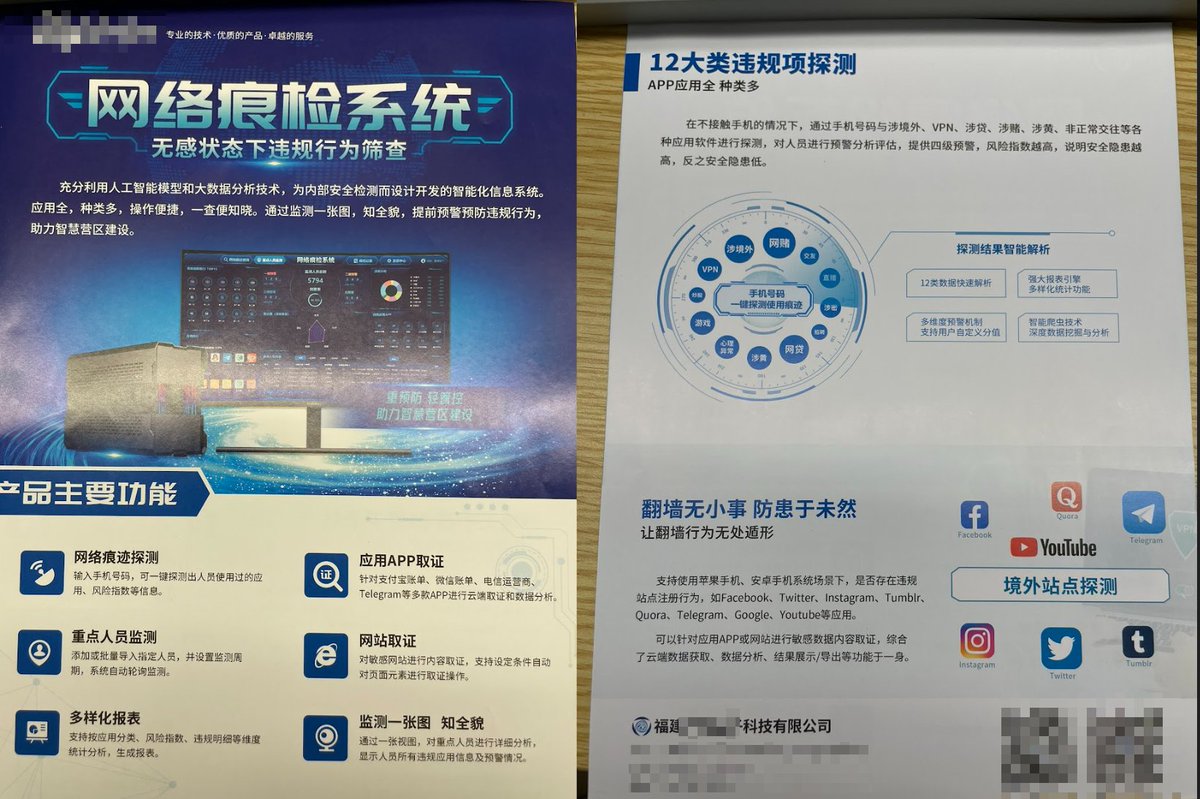 专业的技术·优质的产品·卓越的服务
网络痕检系统
无感状态下违规行为筛查
充分利用人工智能模型和大数据分析技术，为内部安全检测而设计开发的智能化信息系统。
应用全，种类多，操作便捷，一查便知晓。通过监测一张图，知全貌，提前预警预防违规行为，
助力智慧营区建设。
网络痕检系统
5794
重预防 轻管控
助力智慧营区建设
产品主要功能
网络痕迹探测
输入手机号码，可一键探测出人员使用过的应
用、风险指数等信息。
应用APP取证
针对支付宝账单、微信账单、电信运营商、
Telegram等多款APP进行云端取证和数据分析。
重点人员监测
添加或批量导入指定人员，并设置监测周
期，系统自动轮询监测。
网站取证
对敏感网站进行内容取证，支持设定条件自动
对页面元素进行取证操作。
多样化报表
支持按应用分类、风险指数、违规明细等维度
统计分析，生成报表。
监测一张图 知全貌
通过一张视图，对重点人员进行详细分析，
显示人员所有违规应用信息及预警情况。
12大类违规项探测
APP应用全 种类多
在不接触手机的情况下，通过手机号码与涉境外、VPN、涉贷、涉赌、涉黄、非正常交往等各
种应用软件进行探测，对人员进行预警分析评估，提供四级预警，风险指数越高，说明安全隐患越
高，反之安全隐患低。
涉境外
网赌
交友
直播
涉密
招聘
网贷
涉黄
心理
异常
游戏
VPN
手机号码
一键探测使用痕迹
探测结果智能解析
12类数据快速解析
强大报表引擎
多样化统计功能
多维度预警机制
支持用户自定义分值
智能爬虫技术
深度数据挖掘与分析
翻墙无小事 防患于未然
让翻墙行为无处遁形
支持使用苹果手机、安卓手机系统场景下，是否存在违规
站点注册行为，如Facebook、Twitter、Instagram、Tumblr、
Quora、Telegram、Google、Youtube等应用。
可以针对应用APP或网站进行敏感数据内容取证，综合
了云端数据获取、数据分析、结果展示/导出等功能于一身。
Facebook
Quora
Telegram
YouTube
VPN
境外站点探测
Instagram
Twitter
Tumblr
福建
科技有限公司